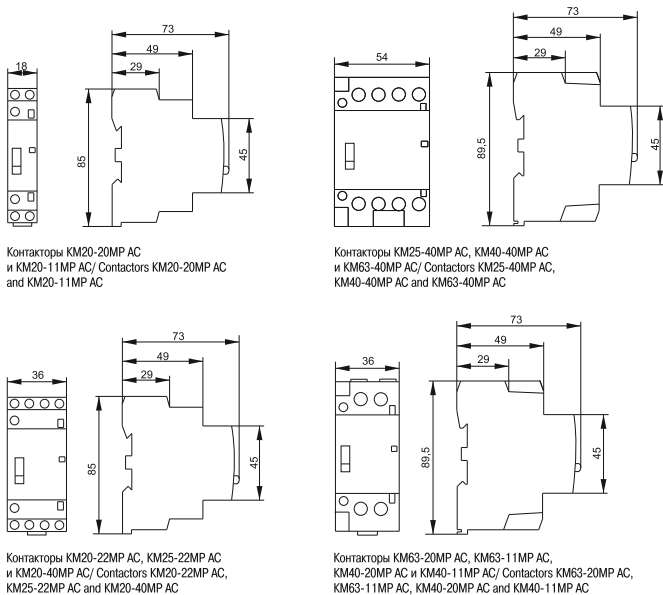 73
49
29
18
85
45
Контакторы КМ20-20МР АС
и КМ20-11МР АС/ Contactors KM20-20MP AC
and KM20-11MP AC
73
49
29
54
89,5
45
Контакторы КМ25-40МР АС, КМ40-40МР АС
и КМ63-40МР АС/ Contactors KM25-40MP AC,
KM40-40MP AC and KM63-40MP AC
73
49
29
36
85
45
Контакторы КМ20-22МР АС, КМ25-22МР АС
и КМ20-40МР АС/ Contactors KM20-22MP AC,
KM25-22MP AC and KM20-40MP AC
73
49
29
36
89,5
45
Контакторы КМ63-20МР АС, КМ63-11МР АС,
КМ40-20МР АС и КМ40-11МР АС/ Contactors KM63-20MP AC,
KM63-11MP AC, KM40-20MP AC and KM40-11MP AC